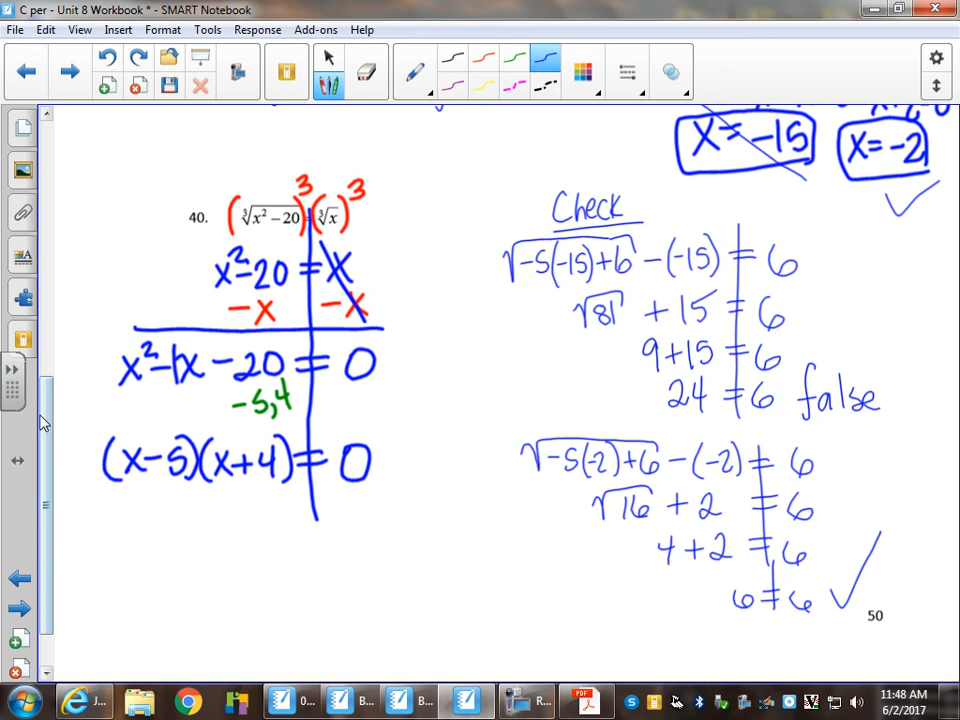 C per - Unit 8 Workbook * - SMART Notebook
File Edit View Insert Format Tools Response Add-ons Help
x = -15 x = -2
40. (∛x² − 20)³ = (∛x)³
x² - 20 = x
- x - x
x² - 1x - 20 = 0
-5, 4
(x - 5)(x + 4) = 0
Check
√-5(-15)+6 - (-15) = 6
√81 + 15 = 6
9 + 15 = 6
24 = 6 false
√-5(-2)+6 - (-2) = 6
√16 + 2 = 6
4 + 2 = 6
6 = 6 ✓
50
J... 0... B... B... R...
11:48 AM
6/2/2017